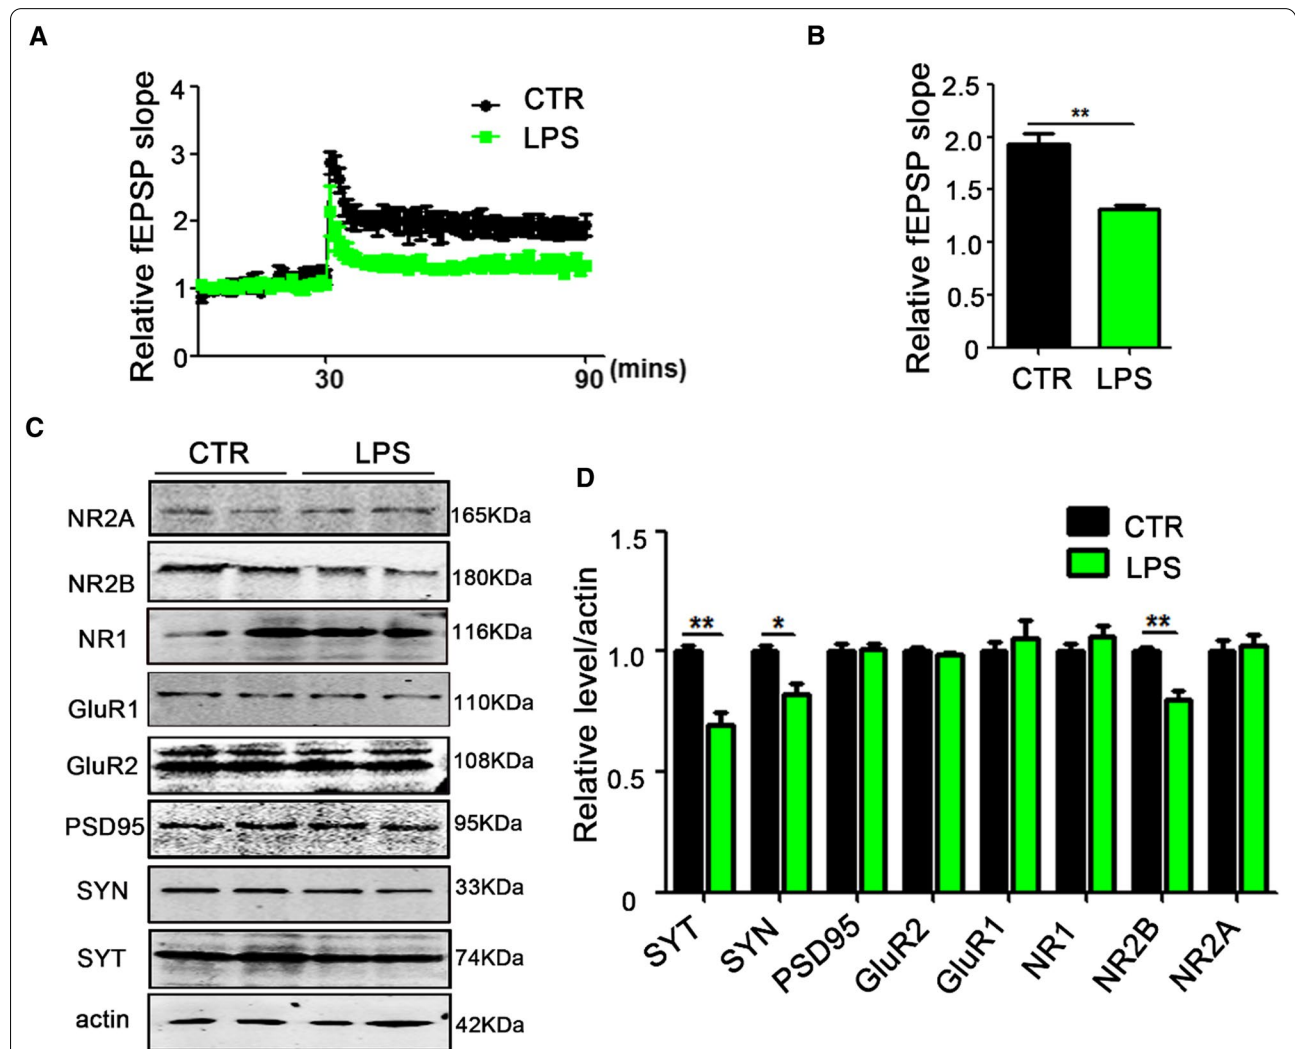 A
Relative fEPSP slope
4
3
2
1
0
30
90
(mins)
CTR
LPS
B
Relative fEPSP slope
2.5
2.0
1.5
1.0
0.5
0
**
CTR LPS
C
CTR LPS
NR2A 165KDa
NR2B 180KDa
NR1 116KDa
GluR1 110KDa
GluR2 108KDa
PSD95 95KDa
SYN 33KDa
SYT 74KDa
actin 42KDa
D
Relative level/actin
1.5
1.0
0.5
0
CTR
LPS
** * **
SYT
SYN
PSD95
GluR2
GluR1
NR1
NR2B
NR2A